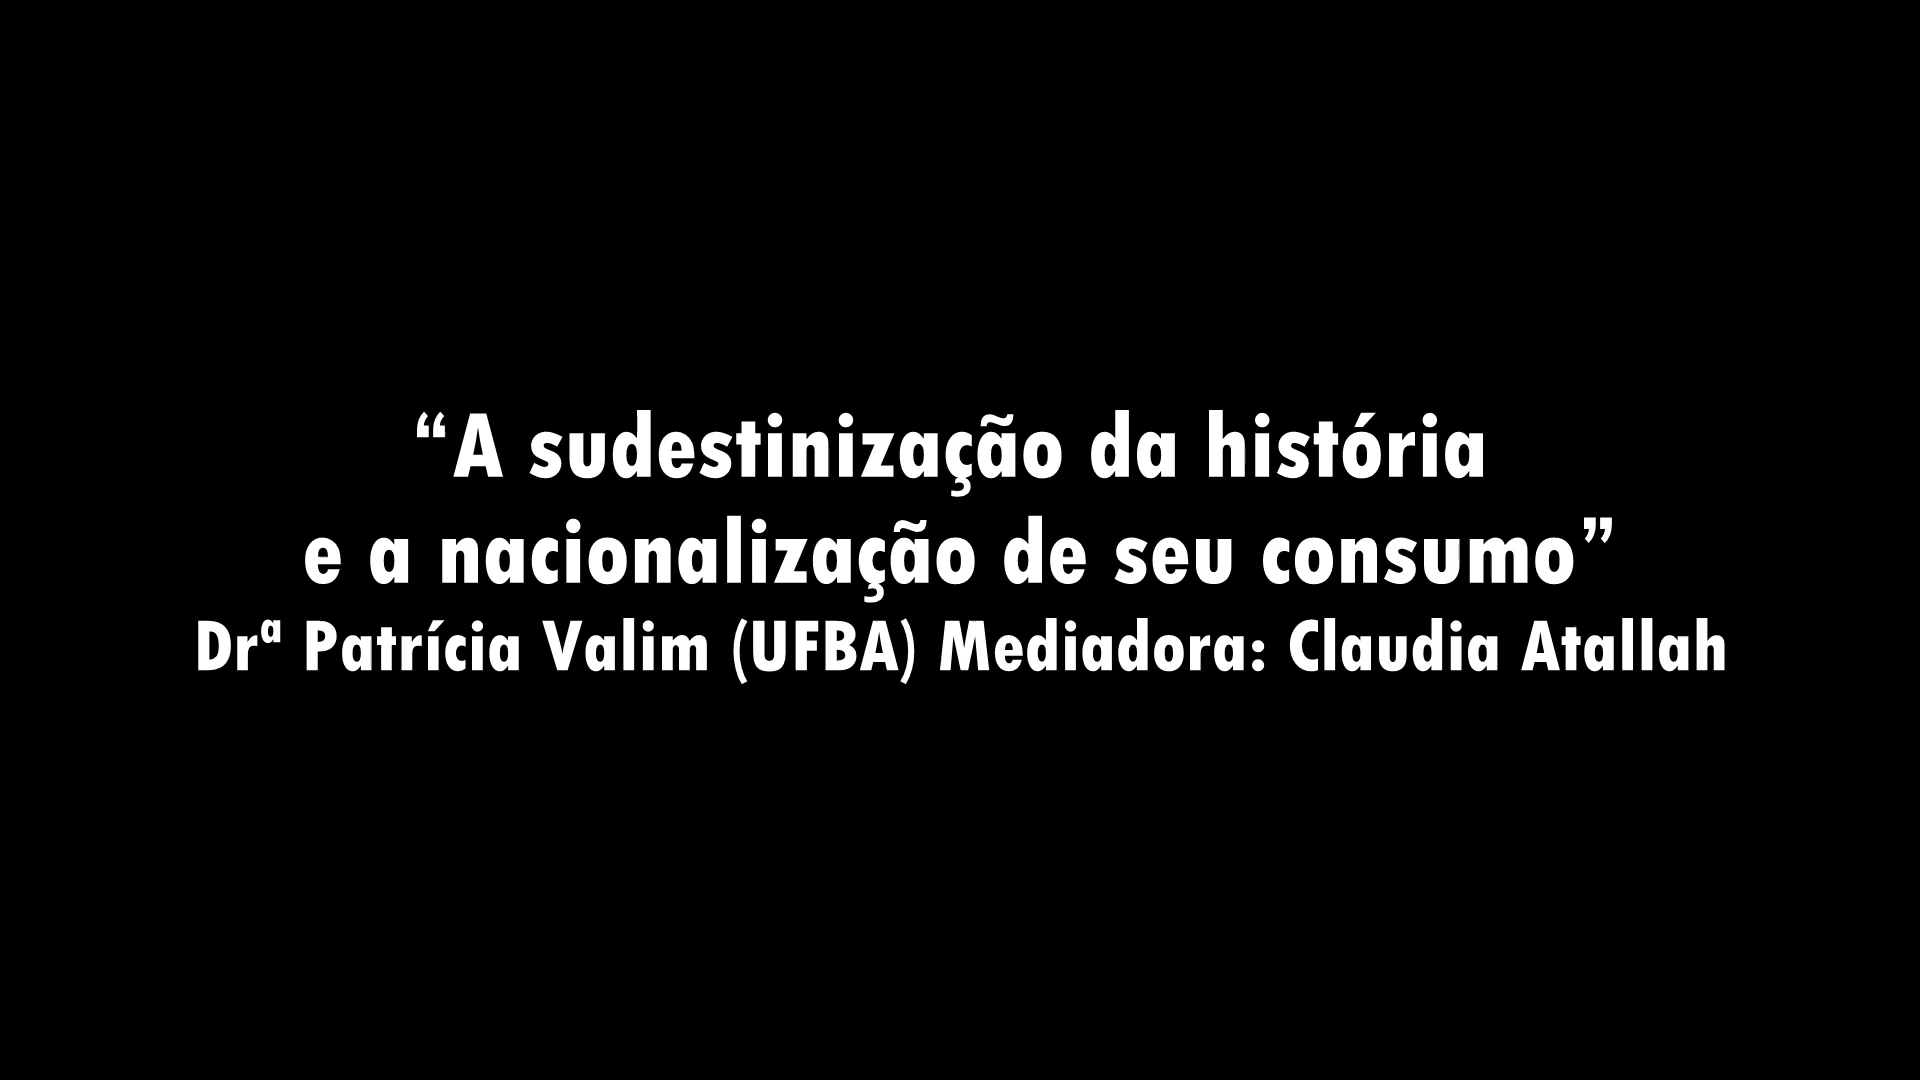 “A sudestinização da história
e a nacionalização de seu consumo”
Drª Patrícia Valim (UFBA) Mediadora: Claudia Atallah